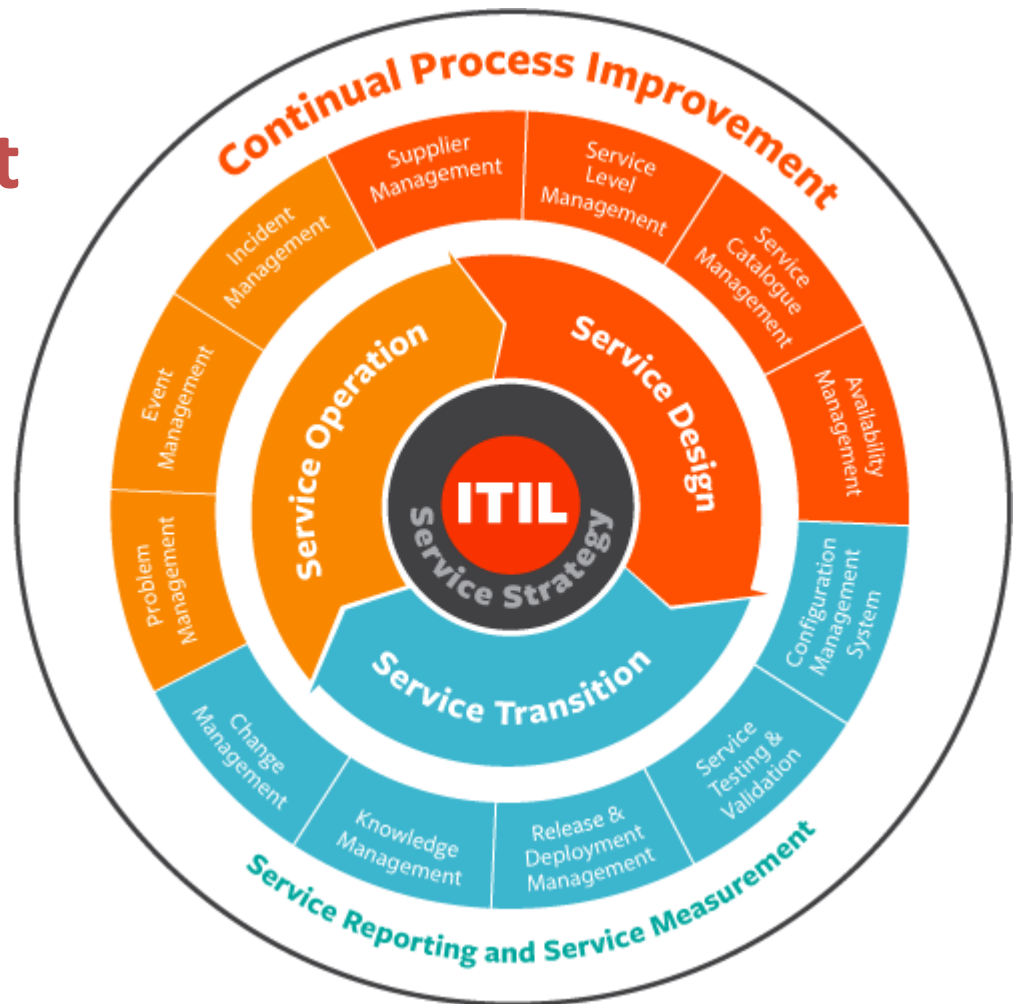 t
Continual Process Improvement
Supplier
Management
Service
Level
Management
Service
Catalogue
Management
Availability
Management
Configuration
Management
System
Service
Testing &
Validation
Release &
Deployment
Management
Knowledge
Management
Change
Management
Problem
Management
Event
Management
Incident
Management
Service Operation
Service Design
Service Transition
ITIL
Service Strategy
Service Reporting and Service Measurement